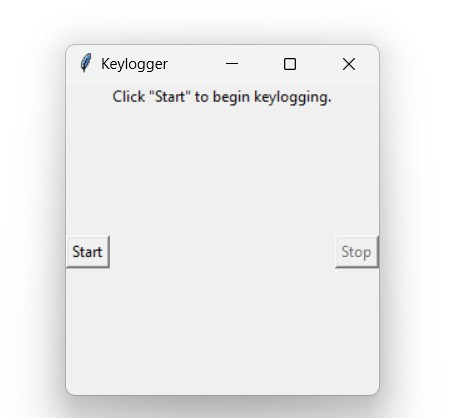 Keylogger
Click "Start" to begin keylogging.
Start
Stop